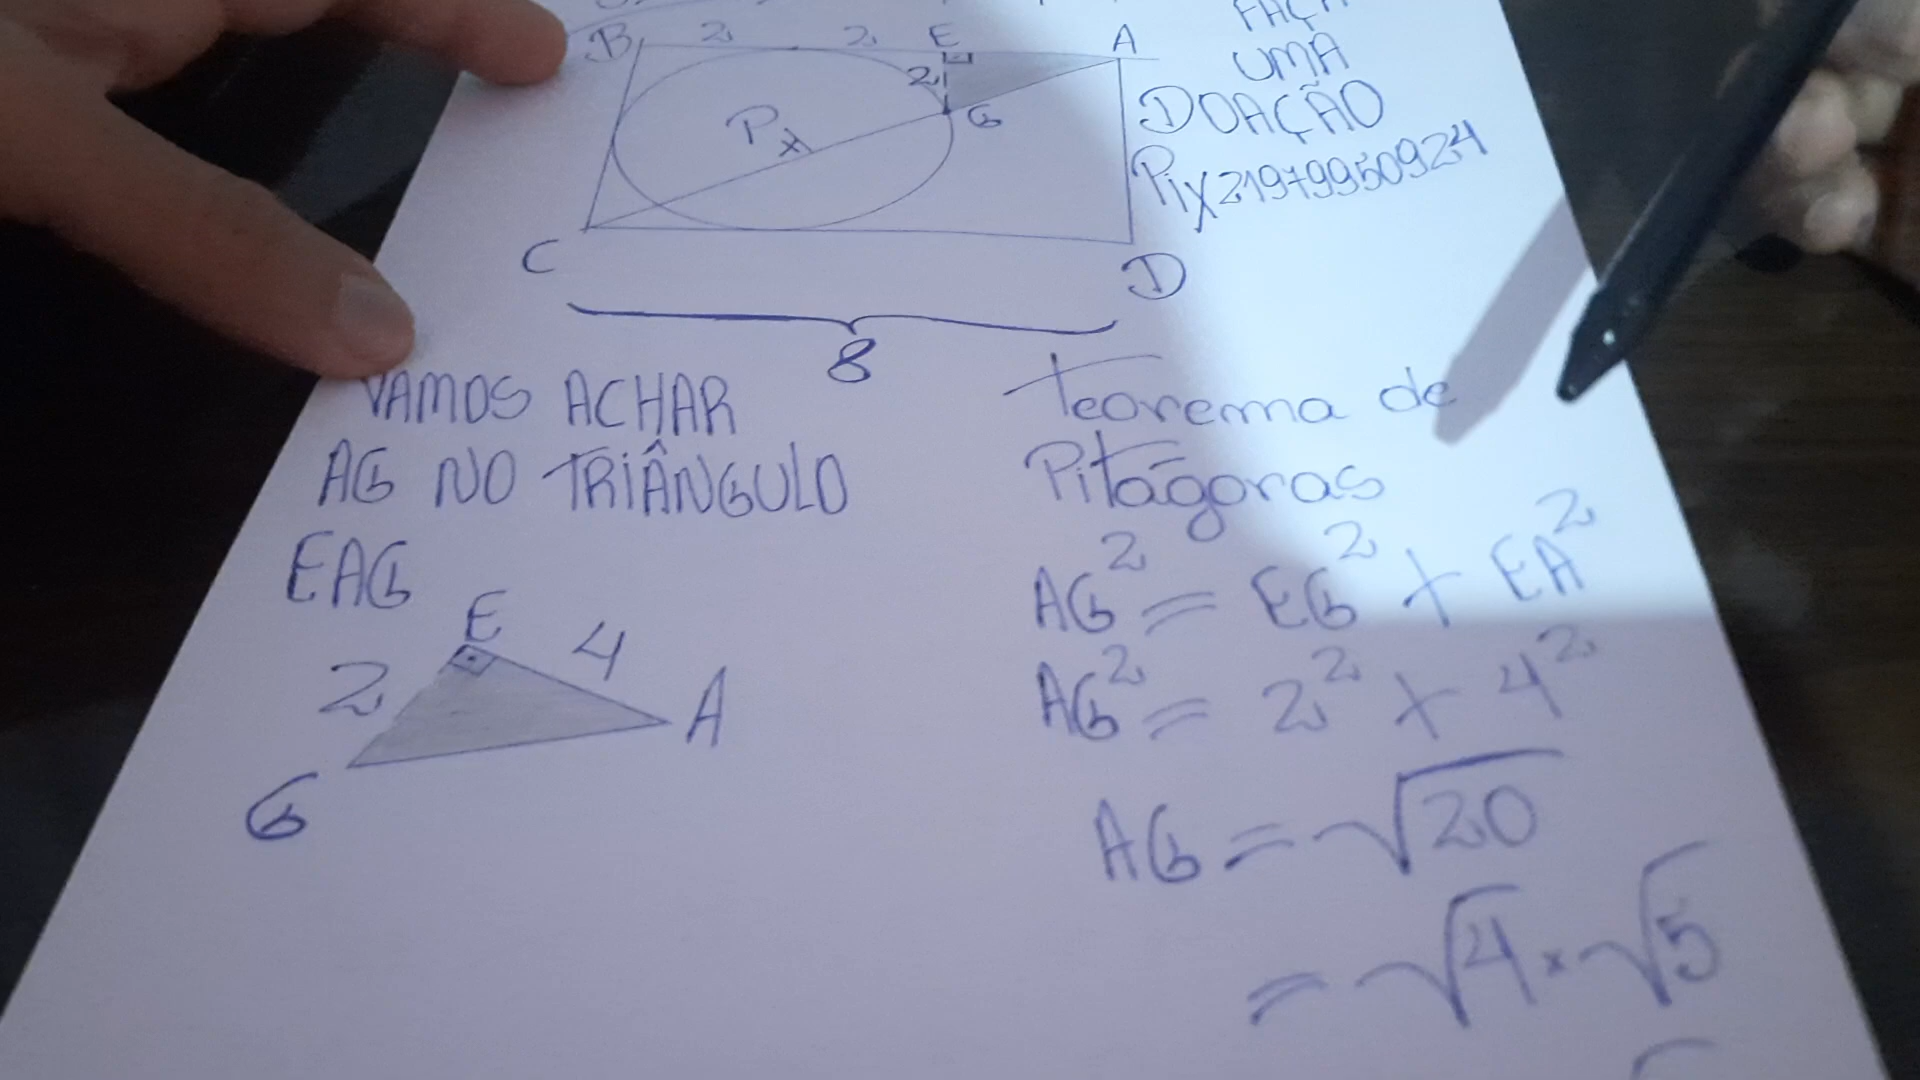 FAÇA
UMA
DOAÇÃO
Pix 21979950924
B 2 2 E A
2
P x G
C D
8
VAMOS ACHAR
AG NO TRIÂNGULO
EAG
E
2 4
A
G
Teorema de
Pitágoras
AG² = EG² + EA²
AG² = 2² + 4²
AG = √20
= √4 × √5